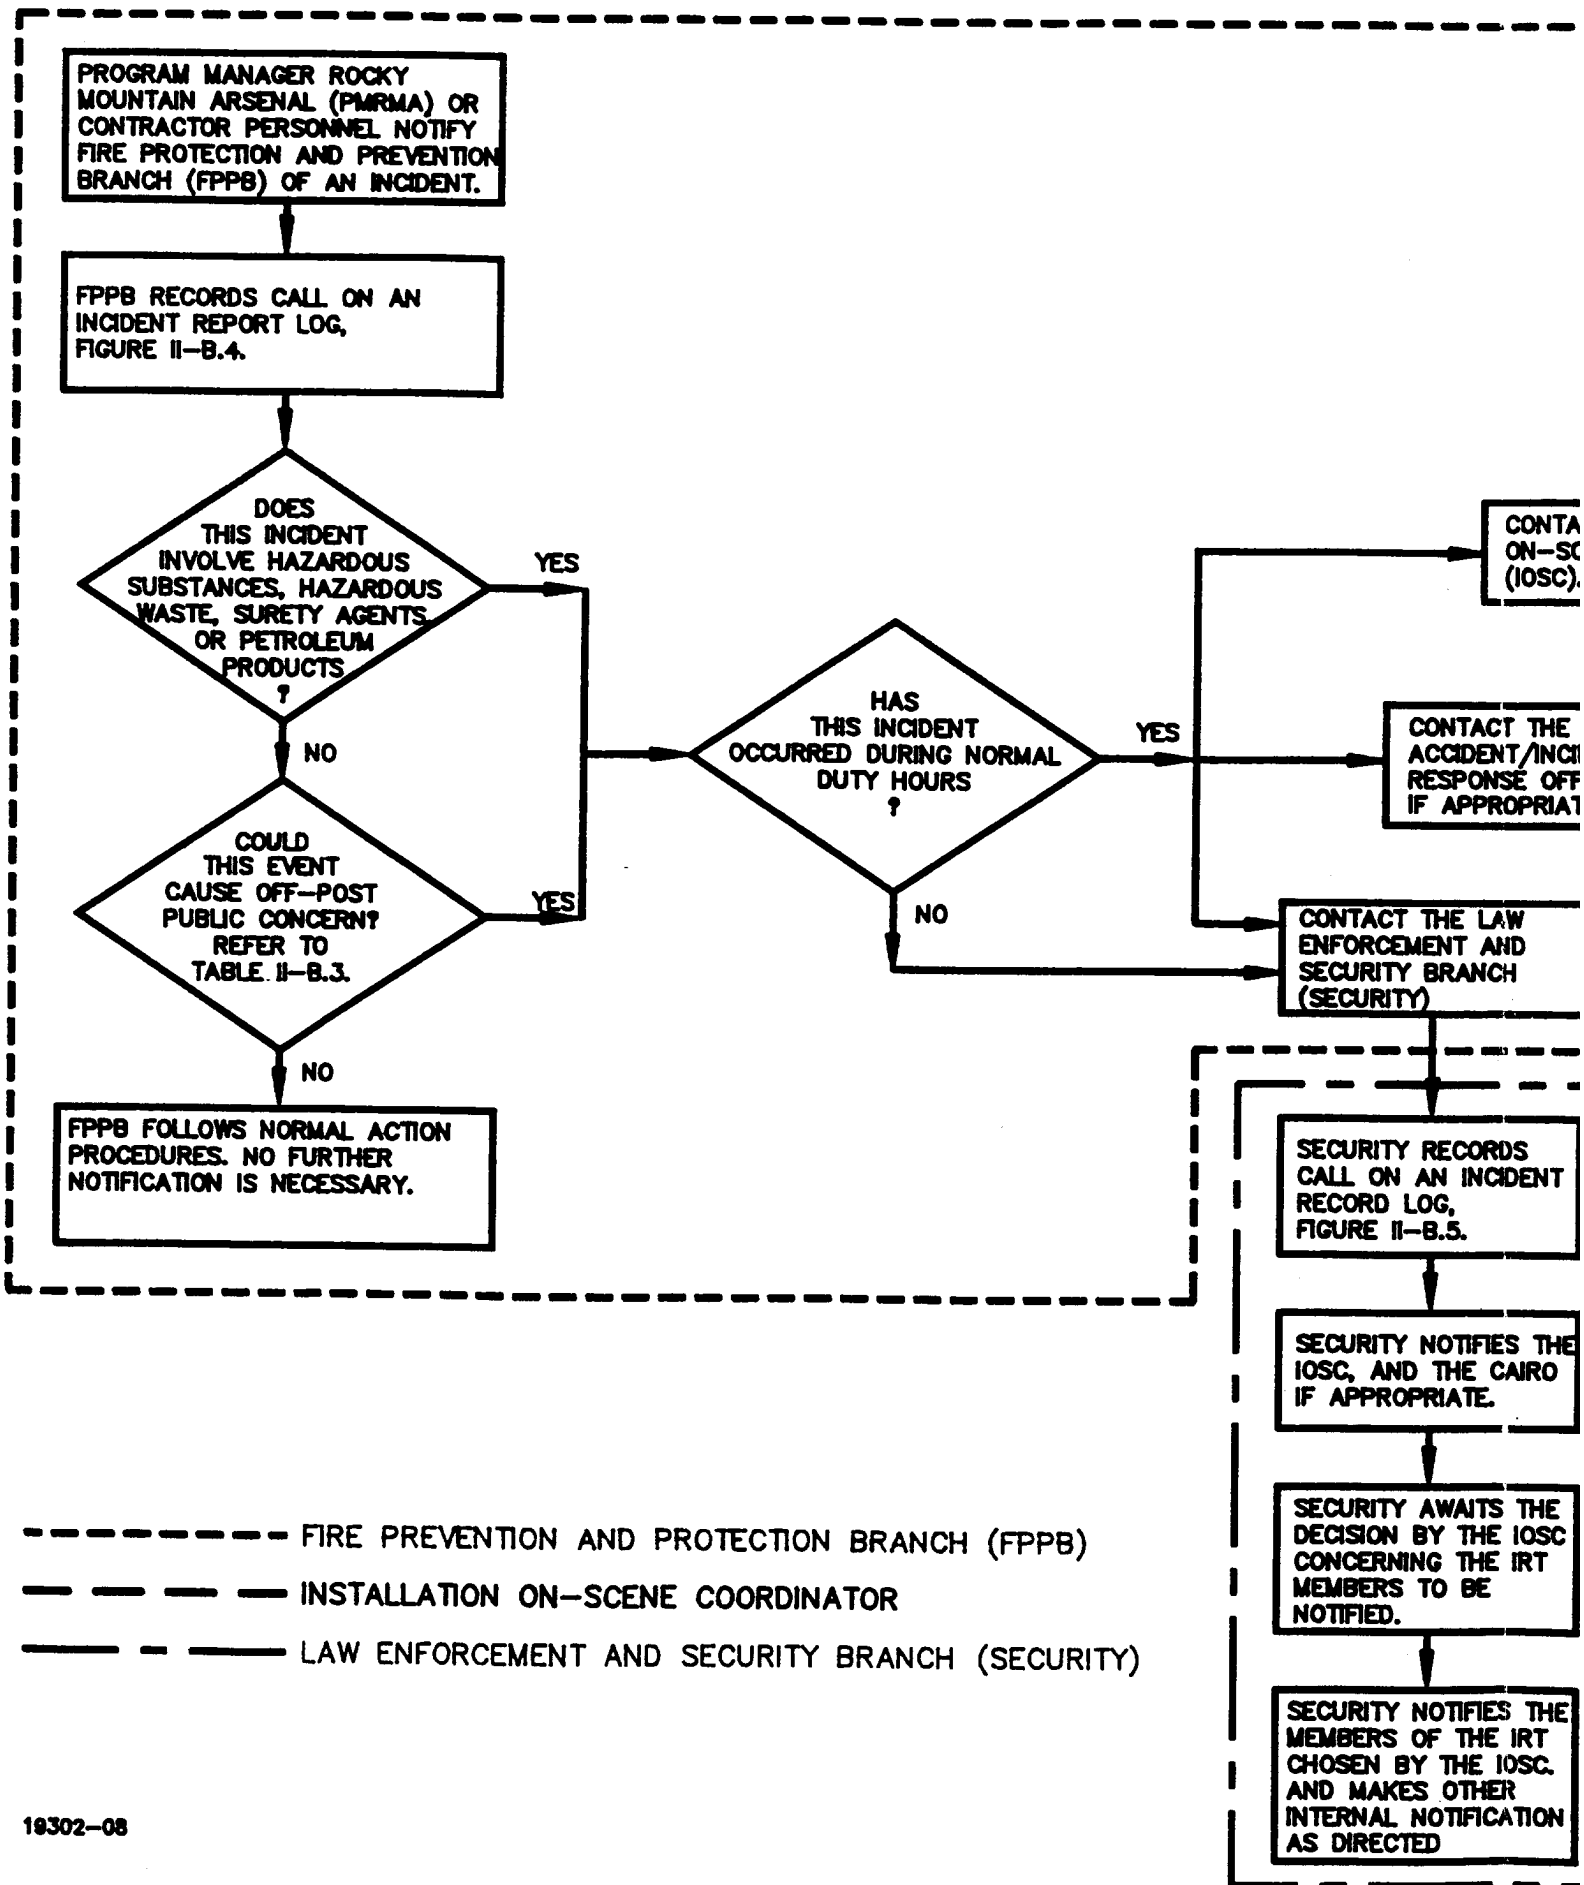 PROGRAM MANAGER ROCKY
MOUNTAIN ARSENAL (PMRMA) OR
CONTRACTOR PERSONNEL NOTIFY
FIRE PROTECTION AND PREVENTION
BRANCH (FPPB) OF AN INCIDENT.
FPPB RECORDS CALL ON AN
INCIDENT REPORT LOG,
FIGURE II-B.4.
DOES
THIS INCIDENT
INVOLVE HAZARDOUS
SUBSTANCES, HAZARDOUS
WASTE, SURETY AGENTS
OR PETROLEUM
PRODUCTS
?
YES
NO
COULD
THIS EVENT
CAUSE OFF-POST
PUBLIC CONCERN?
REFER TO
TABLE II-B.3.
YES
NO
FPPB FOLLOWS NORMAL ACTION
PROCEDURES. NO FURTHER
NOTIFICATION IS NECESSARY.
HAS
THIS INCIDENT
OCCURRED DURING NORMAL
DUTY HOURS
?
YES
NO
CONTA
ON-SC
(IOSC).
CONTACT THE
ACCIDENT/INCI
RESPONSE OFF
IF APPROPRIAT
CONTACT THE LAW
ENFORCEMENT AND
SECURITY BRANCH
(SECURITY)
SECURITY RECORDS
CALL ON AN INCIDENT
RECORD LOG,
FIGURE II-B.5.
SECURITY NOTIFIES THE
IOSC, AND THE CAIRO
IF APPROPRIATE.
SECURITY AWAITS THE
DECISION BY THE IOSC
CONCERNING THE IRT
MEMBERS TO BE
NOTIFIED.
SECURITY NOTIFIES THE
MEMBERS OF THE IRT
CHOSEN BY THE IOSC.
AND MAKES OTHER
INTERNAL NOTIFICATION
AS DIRECTED
FIRE PREVENTION AND PROTECTION BRANCH (FPPB)
INSTALLATION ON-SCENE COORDINATOR
LAW ENFORCEMENT AND SECURITY BRANCH (SECURITY)
19302-08